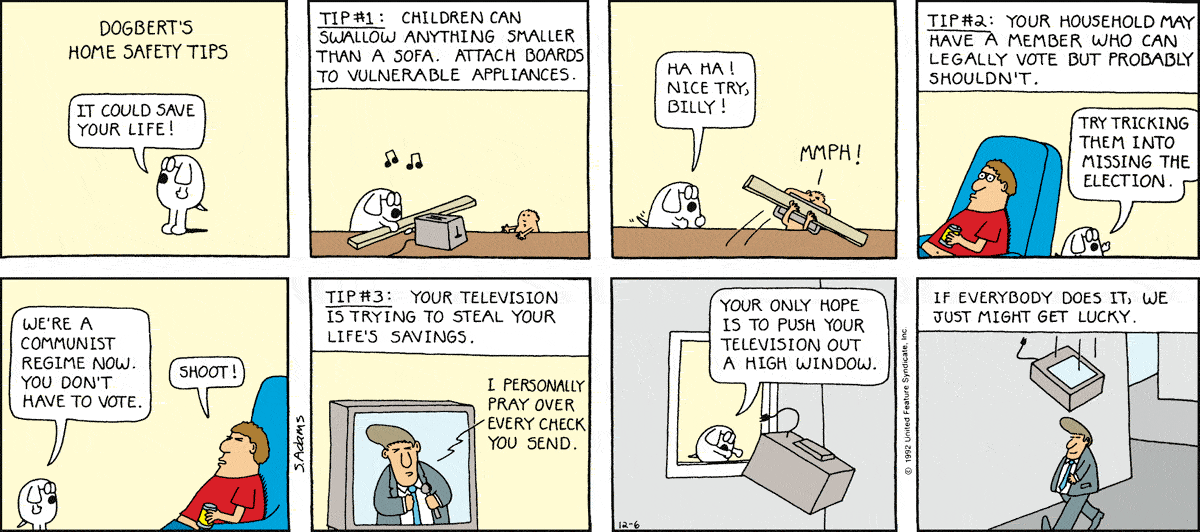 DOGBERT'S
HOME SAFETY TIPS
IT COULD SAVE
YOUR LIFE!
TIP #1: CHILDREN CAN
SWALLOW ANYTHING SMALLER
THAN A SOFA. ATTACH BOARDS
TO VULNERABLE APPLIANCES.
HA HA!
NICE TRY,
BILLY!
MMPH!
TIP #2: YOUR HOUSEHOLD MAY
HAVE A MEMBER WHO CAN
LEGALLY VOTE BUT PROBABLY
SHOULDN'T.
TRY TRICKING
THEM INTO
MISSING THE
ELECTION.
WE'RE A
COMMUNIST
REGIME NOW.
YOU DON'T
HAVE TO VOTE.
SHOOT!
S.Adams
TIP #3: YOUR TELEVISION
IS TRYING TO STEAL YOUR
LIFE'S SAVINGS.
I PERSONALLY
PRAY OVER
EVERY CHECK
YOU SEND.
YOUR ONLY HOPE
IS TO PUSH YOUR
TELEVISION OUT
A HIGH WINDOW.
12-6
© 1992 United Feature Syndicate, Inc.
IF EVERYBODY DOES IT, WE
JUST MIGHT GET LUCKY.